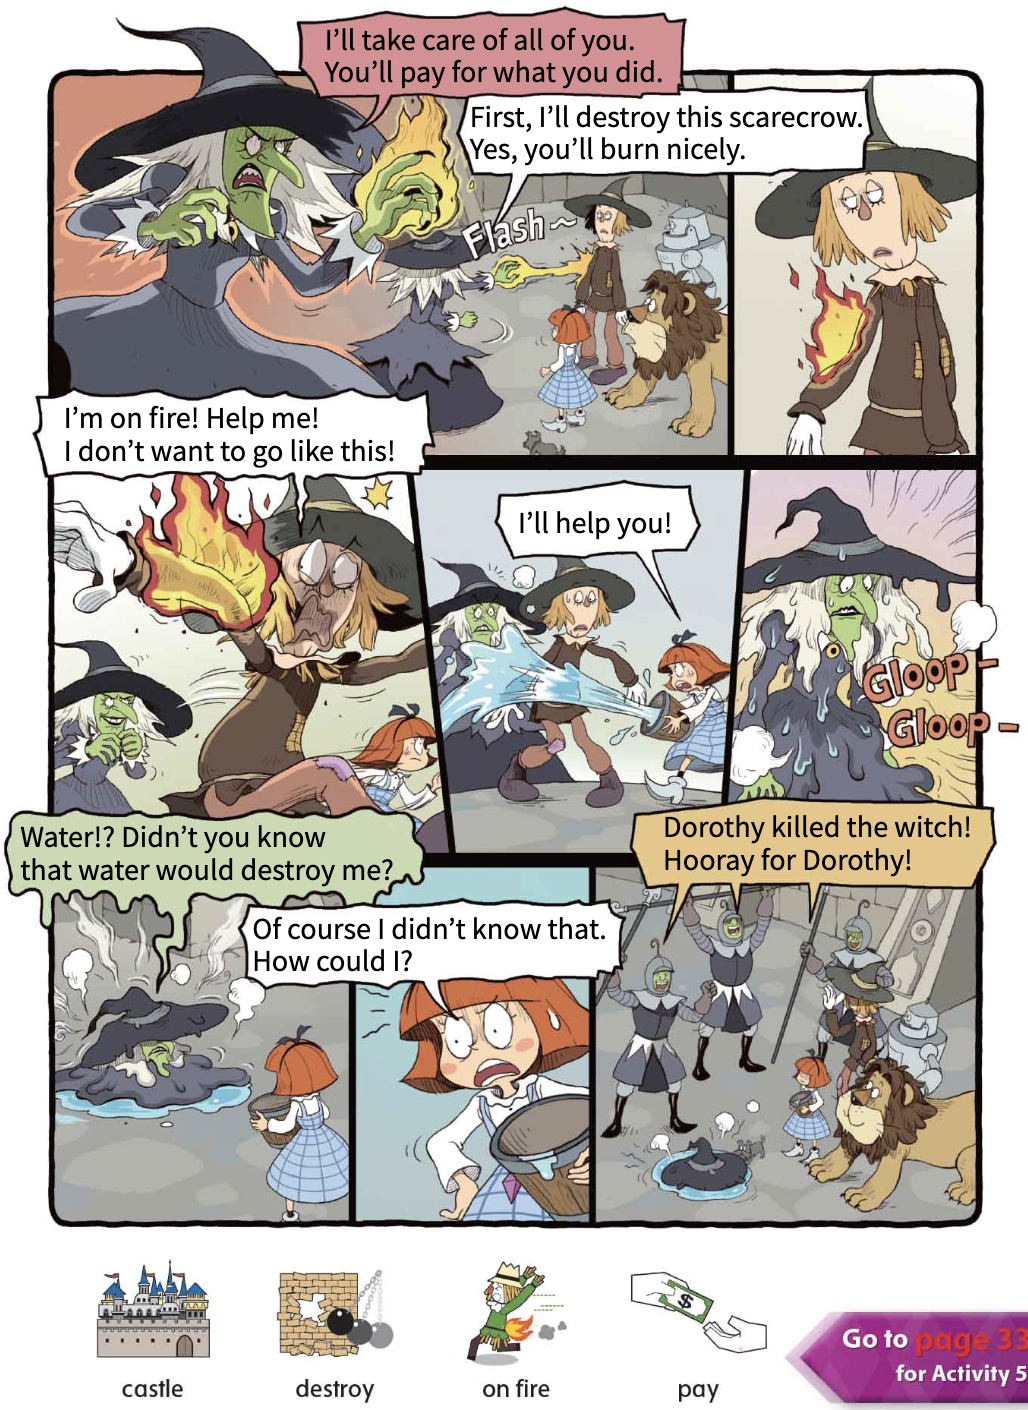 I'll take care of all of you.
You'll pay for what you did.
First, I'll destroy this scarecrow.
Yes, you'll burn nicely.
Flash~
I'm on fire! Help me!
I don't want to go like this!
I'll help you!
Gloop-
Gloop-
Water!? Didn't you know
that water would destroy me?
Of course I didn't know that.
How could I?
Dorothy killed the witch!
Hooray for Dorothy!
$
castle
destroy
on fire
pay
Go to page 33
for Activity 5